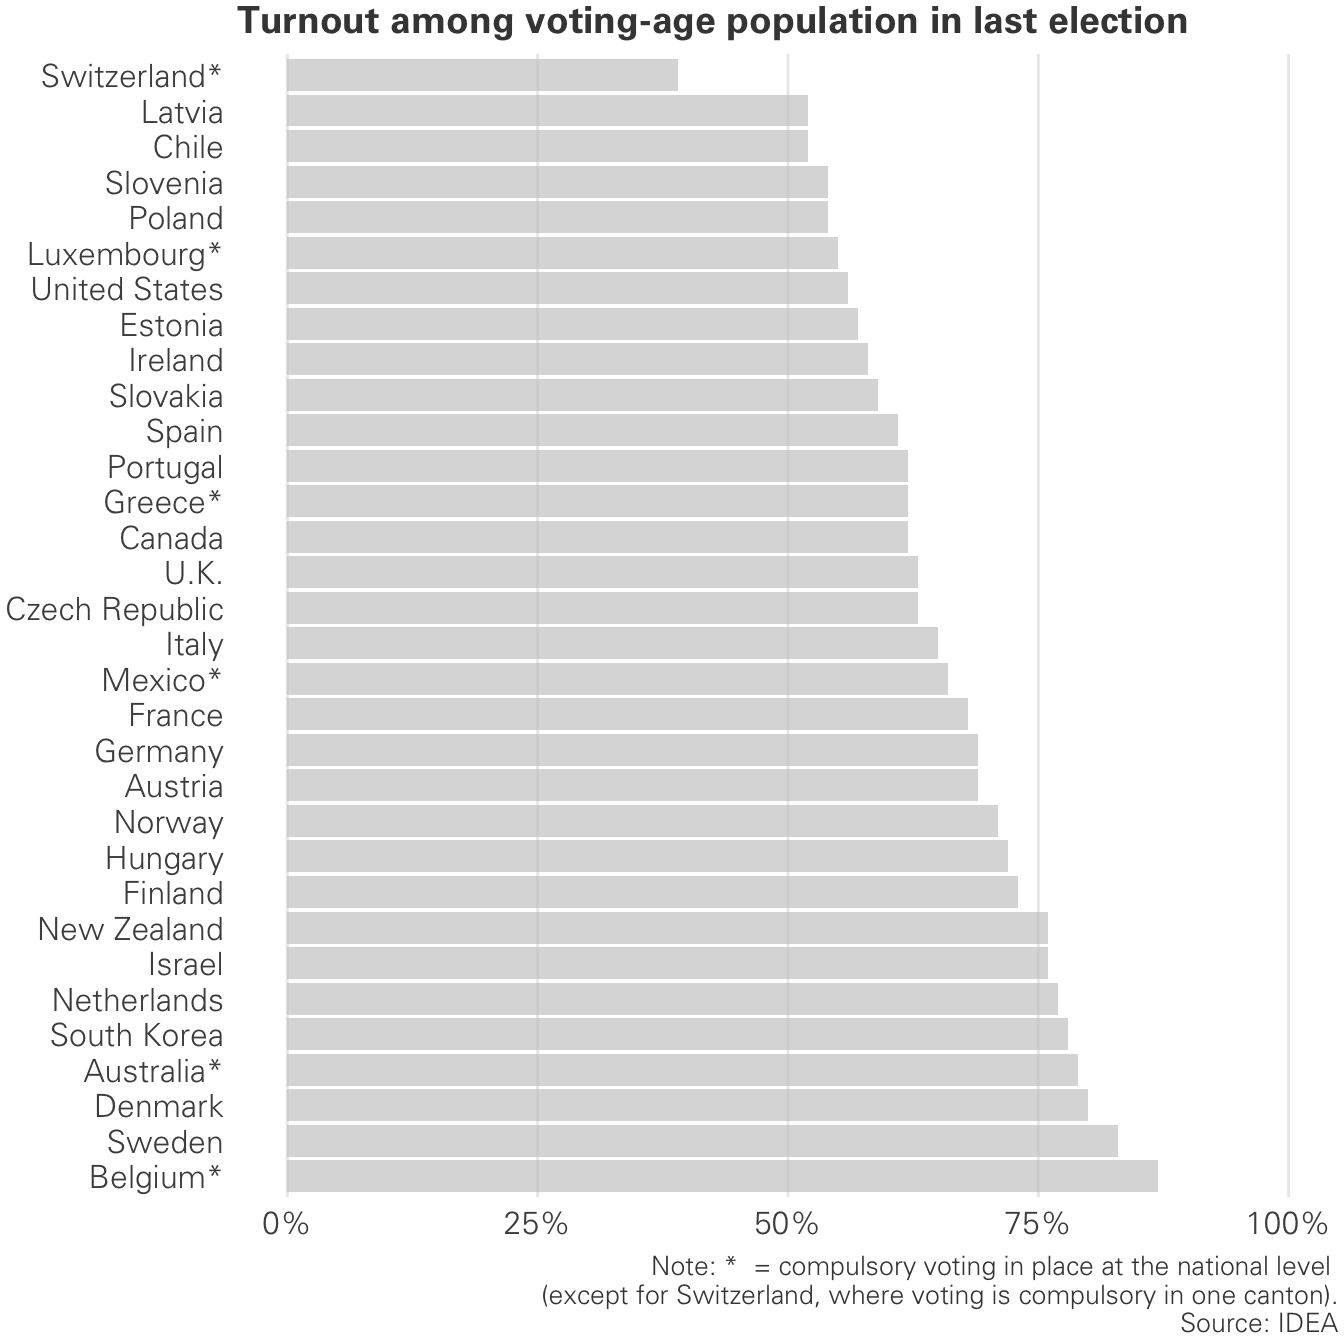 Turnout among voting-age population in last election
Switzerland*
Latvia
Chile
Slovenia
Poland
Luxembourg*
United States
Estonia
Ireland
Slovakia
Spain
Portugal
Greece*
Canada
U.K.
Czech Republic
Italy
Mexico*
France
Germany
Austria
Norway
Hungary
Finland
New Zealand
Israel
Netherlands
South Korea
Australia*
Denmark
Sweden
Belgium*
0% 25% 50% 75% 100%
Note: * = compulsory voting in place at the national level
(except for Switzerland, where voting is compulsory in one canton).
Source: IDEA